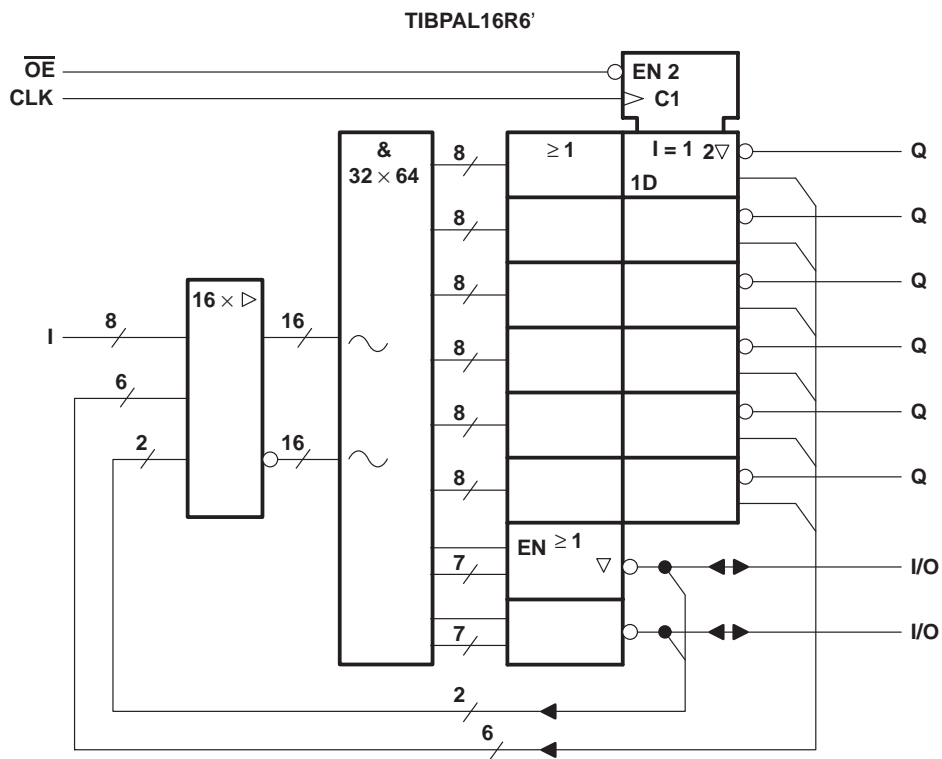 TIBPAL16R6’
OE
EN 2
CLK
C1
&
32 × 64
8
≥ 1
I = 1 2▽
1D
Q
8
Q
8
Q
16 × ▷
I
8
16
8
Q
6
8
Q
2
16
8
Q
EN ≥ 1
▽
7
I/O
7
I/O
2
6